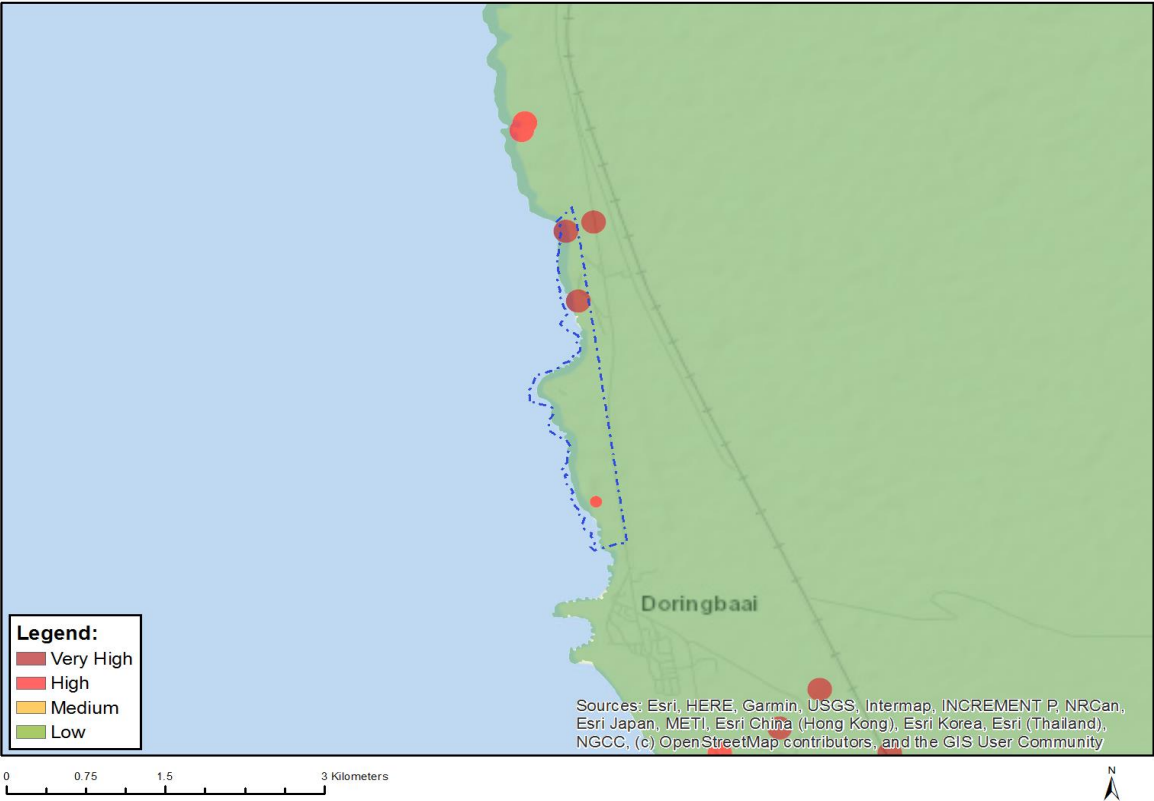 Doringbaai
Legend:
Very High
High
Medium
Low
Sources: Esri, HERE, Garmin, USGS, Intermap, INCREMENT P, NRCan,
Esri Japan, METI, Esri China (Hong Kong), Esri Korea, Esri (Thailand),
NGCC, (c) OpenStreetMap contributors, and the GIS User Community
0 0.75 1.5 3 Kilometers
N